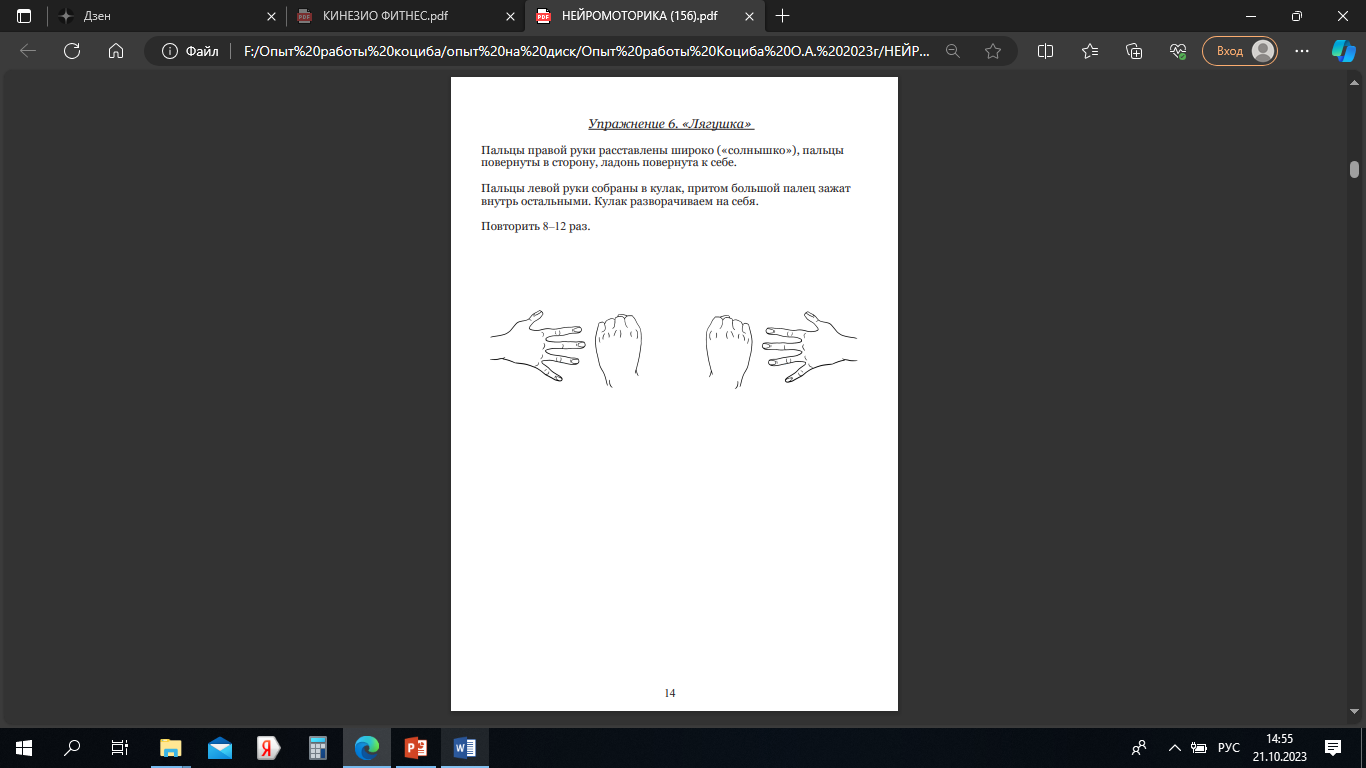 Дзен
КИНЕЗИО ФИТНЕС.pdf
НЕЙРОМОТОРИКА (156).pdf
Файл
F:/Опыт%20работы%20коциба/опыт%20на%20диск/Опыт%20работы%20Коциба%20О.А.%202023г/НЕЙР...
Вход
Упражнение 6. «Лягушка»
Пальцы правой руки расставлены широко («солнышко»), пальцы
повернуты в сторону, ладонь повернута к себе.
Пальцы левой руки собраны в кулак, притом большой палец зажат
внутрь остальными. Кулак разворачиваем на себя.
Повторить 8–12 раз.
14
РУС
14:55
21.10.2023